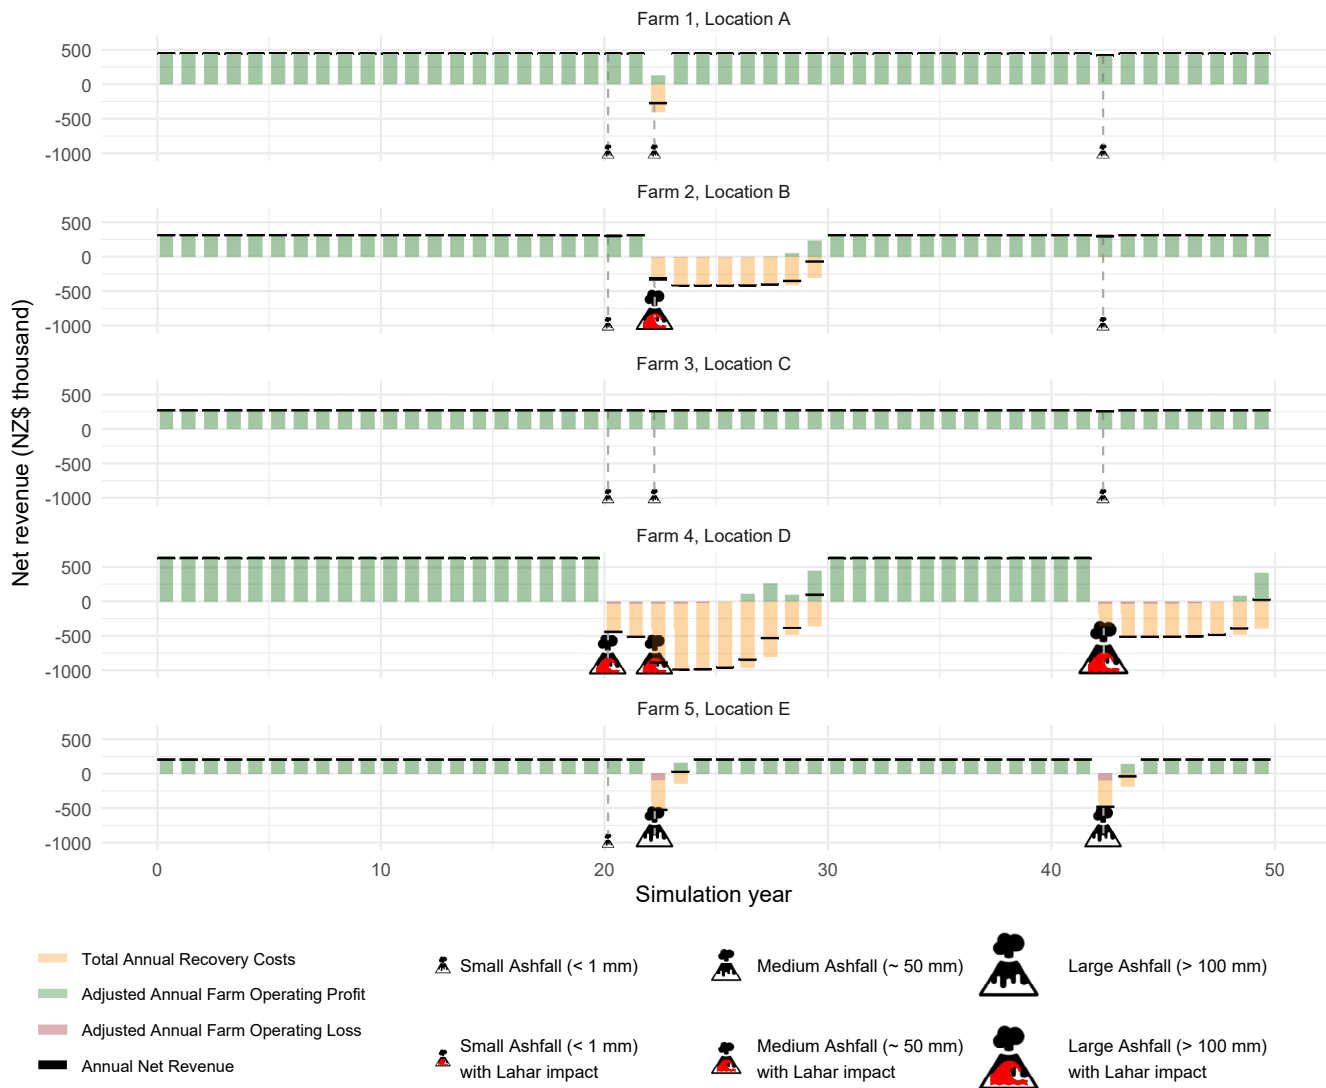 Farm 1, Location A
500
0
-500
-1000
Farm 2, Location B
500
0
-500
-1000
Farm 3, Location C
500
0
-500
-1000
Farm 4, Location D
500
0
-500
-1000
Farm 5, Location E
500
0
-500
-1000
Net revenue (NZ$ thousand)
0 10 20 30 40 50
Simulation year
Total Annual Recovery Costs
Adjusted Annual Farm Operating Profit
Adjusted Annual Farm Operating Loss
Annual Net Revenue
Small Ashfall (< 1 mm)
Medium Ashfall (~ 50 mm)
Large Ashfall (> 100 mm)
Small Ashfall (< 1 mm)
with Lahar impact
Medium Ashfall (~ 50 mm)
with Lahar impact
Large Ashfall (> 100 mm)
with Lahar impact